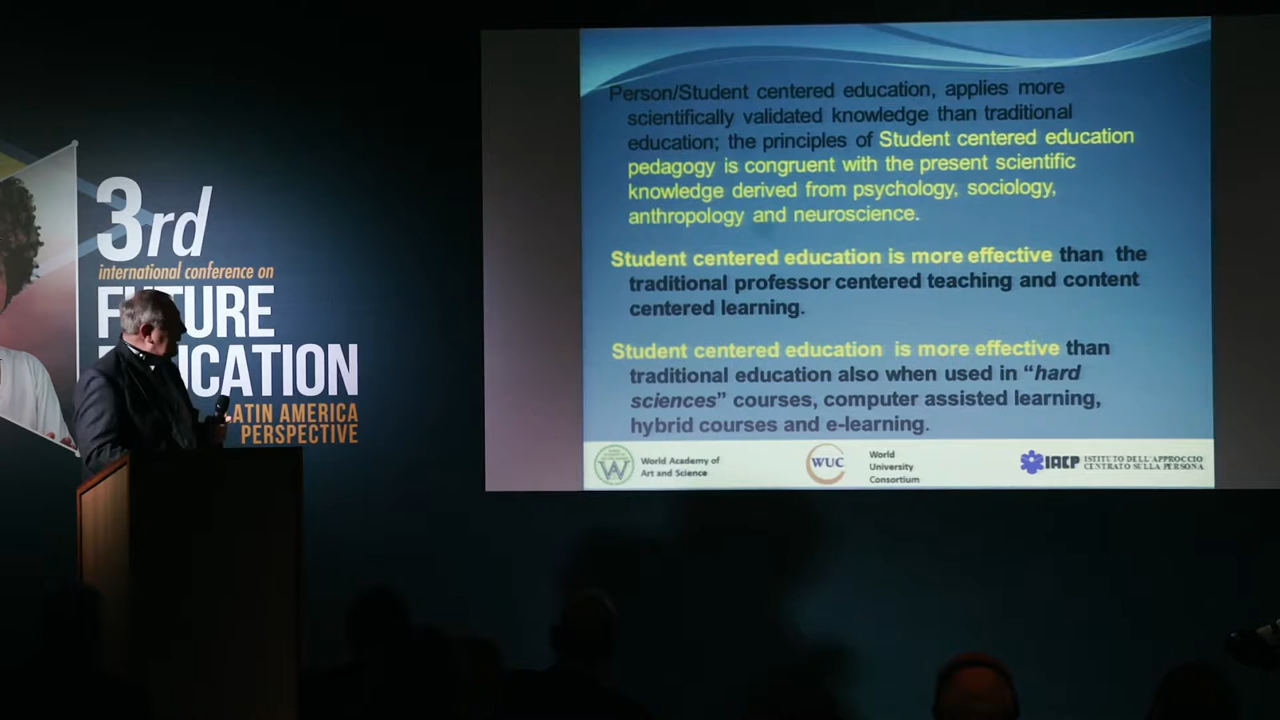 3rd
international conference on
FUTURE
UCATION
LATIN AMERICA
PERSPECTIVE
Person/Student centered education, applies more
scientifically validated knowledge than traditional
education; the principles of Student centered education
pedagogy is congruent with the present scientific
knowledge derived from psychology, sociology,
anthropology and neuroscience.
Student centered education is more effective than the
traditional professor centered teaching and content
centered learning.
Student centered education is more effective than
traditional education also when used in “hard
sciences” courses, computer assisted learning,
hybrid courses and e-learning.
World Academy of
Art and Science
WUC
World
University
Consortium
IACP
ISTITUTO DELL'APPROCCIO
CENTRATO SULLA PERSONA